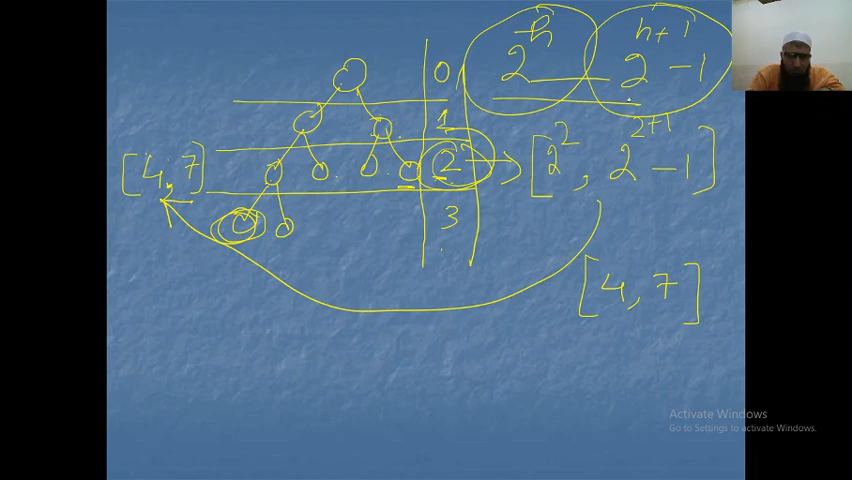 0, 2^h 2^(h+1) - 1
1
[4, 7] 2 [2^2, 2^(2+1) - 1]
3
[4, 7]
Activate Windows
Go to Settings to activate Windows.